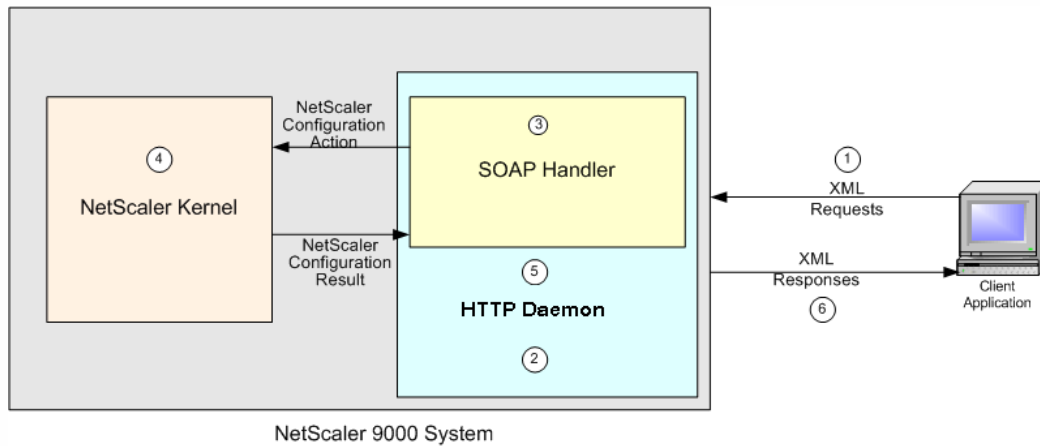 NetScaler
Configuration
Action
3
SOAP Handler
4
NetScaler Kernel
1
XML
Requests
NetScaler
Configuration
Result
5
XML
Responses
6
Client
Application
HTTP Daemon
2
NetScaler 9000 System